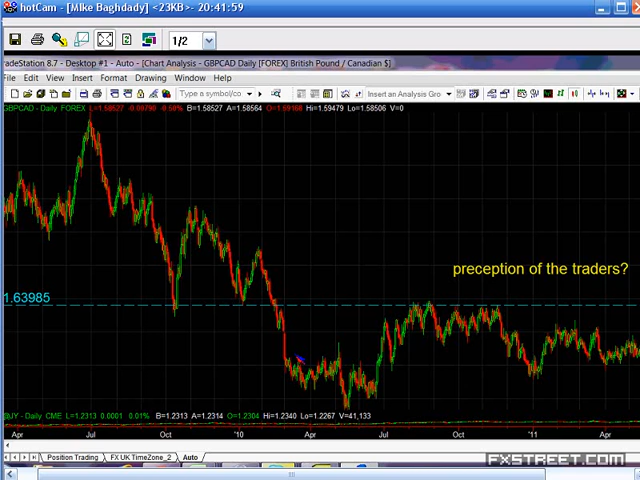 hotCam - [MIke Baghdady] <23KB>- 20:41:59
1/2
radeStation 8.7 - Desktop #1 - Auto - [Chart Analysis - GBPCAD Daily [FOREX] British Pound / Canadian $]
File Edit View Insert Format Drawing Window Help
Type a symbol/co Insert an Analysis Gro
GBPCAD - Daily FOREX L=1.58527 -0.00790 -0.50% B=1.58527 A=1.58564 O=1.59168 Hi=1.59479 Lo=1.58506 V=0
preception of the traders?
1.63985
@UY - Daily CME L=1.2313 0.0001 0.01% B=1.2313 A=1.2314 O=1.2304 Hi=1.2340 Lo=1.2267 V=41,133
Apr Jul Oct '10 Apr Jul Oct '11 Apr
Position Trading FX UK TimeZone_2 Auto
FXSTREET.COM